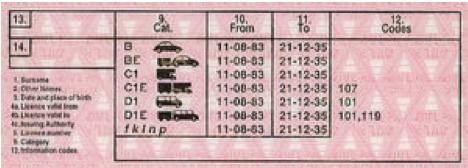 13. 9. 10. 11. 12.
Cat. From To Codes
14. B 11-08-83 21-12-35
BE 11-08-83 21-12-35
C1 11-08-83 21-12-35
C1E 11-08-83 21-12-35 107
D1 11-08-83 21-12-35 101
D1E 11-08-83 21-12-35 101,119
fklnp 11-08-83 21-12-35
1. Surname
2. Other Names
3. Date and place of birth
4a. Licence valid from
4b. Licence valid to
4c. Issuing Authority
5. Licence number
9. Category
12. Information codes